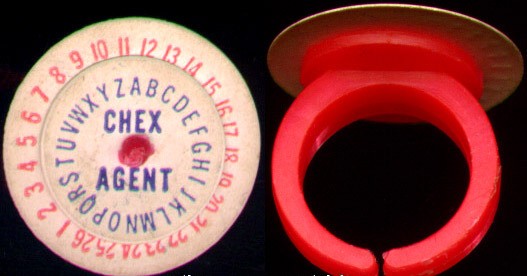 1 2 3 4 5 6 7 8 9 10 11 12 13 14 15 16 17 18 19 20 21 22 23 24 25 26
A B C D E F G H I J K L M N O P Q R S T U V W X Y Z
CHEX
AGENT